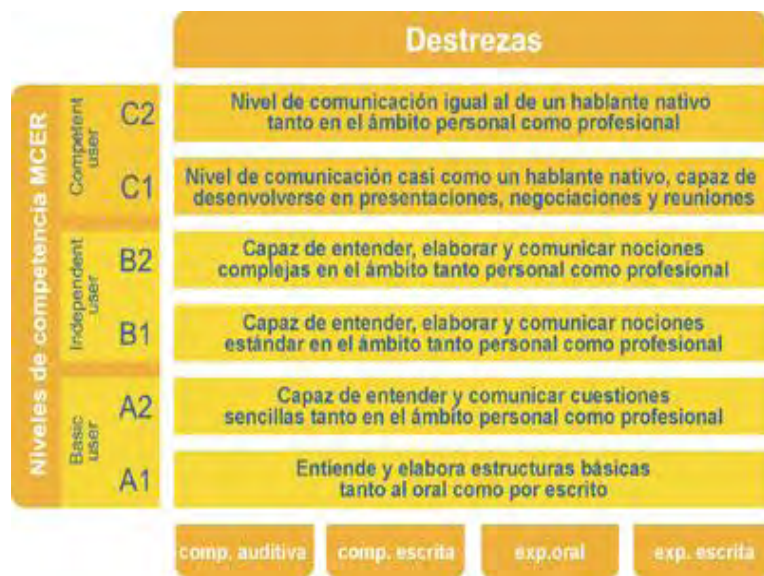 Destrezas
Niveles de competencia MCER
Competent
user
C2
Nivel de comunicación igual al de un hablante nativo
tanto en el ámbito personal como profesional
C1
Nivel de comunicación casi como un hablante nativo, capaz de
desenvolverse en presentaciones, negociaciones y reuniones
Independent
user
B2
Capaz de entender, elaborar y comunicar nociones
complejas en el ámbito tanto personal como profesional
B1
Capaz de entender, elaborar y comunicar nociones
estándar en el ámbito tanto personal como profesional
Basic
user
A2
Capaz de entender y comunicar cuestiones
sencillas tanto en el ámbito personal como profesional
A1
Entiende y elabora estructuras básicas
tanto al oral como por escrito
comp. auditiva
comp. escrita
exp.oral
exp. escrita